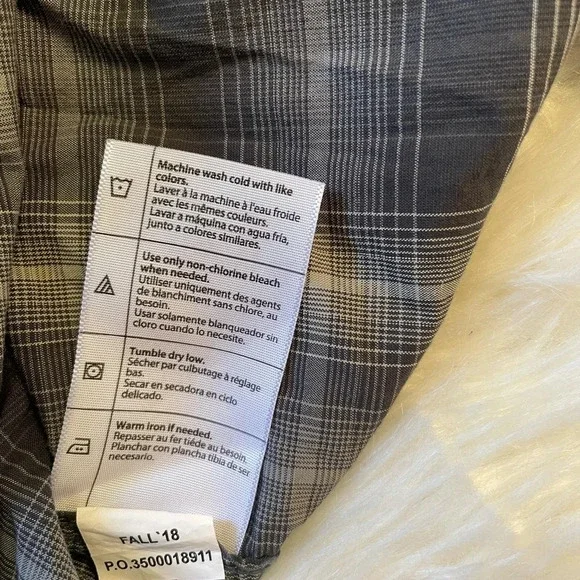 Machine wash cold with like
colors.
Laver à la machine à l'eau froide
avec les mêmes couleurs.
Lavar a máquina con agua fría,
junto a colores similares.
Use only non-chlorine bleach
when needed.
Utiliser uniquement des agents
de blanchiment sans chlore, au
besoin.
Usar solamente blanqueador sin
cloro cuando lo necesite.
Tumble dry low.
Sécher par culbutage à réglage
bas.
Secar en secadora en ciclo
delicado.
Warm iron if needed.
Repasser au fer tiéde au besoin.
Planchar con plancha tibia de ser
necesario.
FALL'18
P.O.3500018911